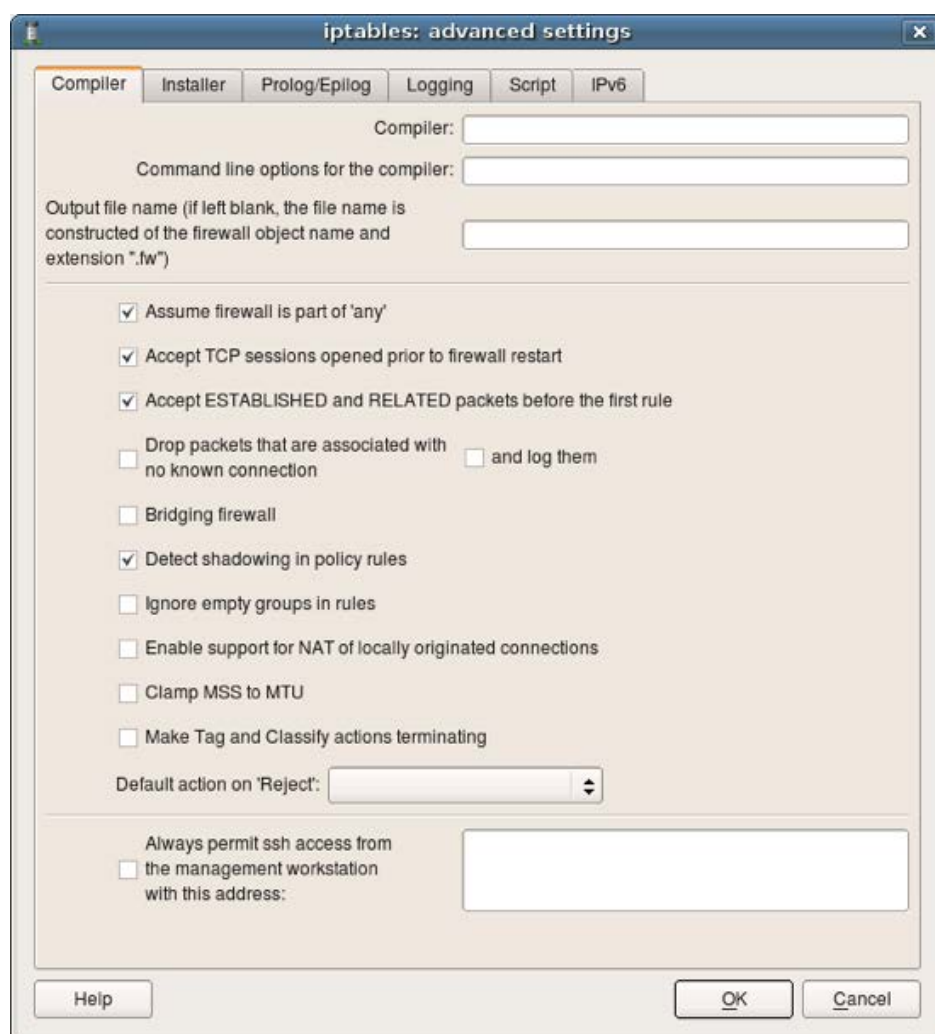 iptables: advanced settings
Compiler
Installer
Prolog/Epilog
Logging
Script
IPv6
Compiler:
Command line options for the compiler:
Output file name (if left blank, the file name is
constructed of the firewall object name and
extension ".fw")
Assume firewall is part of 'any'
Accept TCP sessions opened prior to firewall restart
Accept ESTABLISHED and RELATED packets before the first rule
Drop packets that are associated with
no known connection
and log them
Bridging firewall
Detect shadowing in policy rules
Ignore empty groups in rules
Enable support for NAT of locally originated connections
Clamp MSS to MTU
Make Tag and Classify actions terminating
Default action on 'Reject':
Always permit ssh access from
the management workstation
with this address:
Help
OK
Cancel